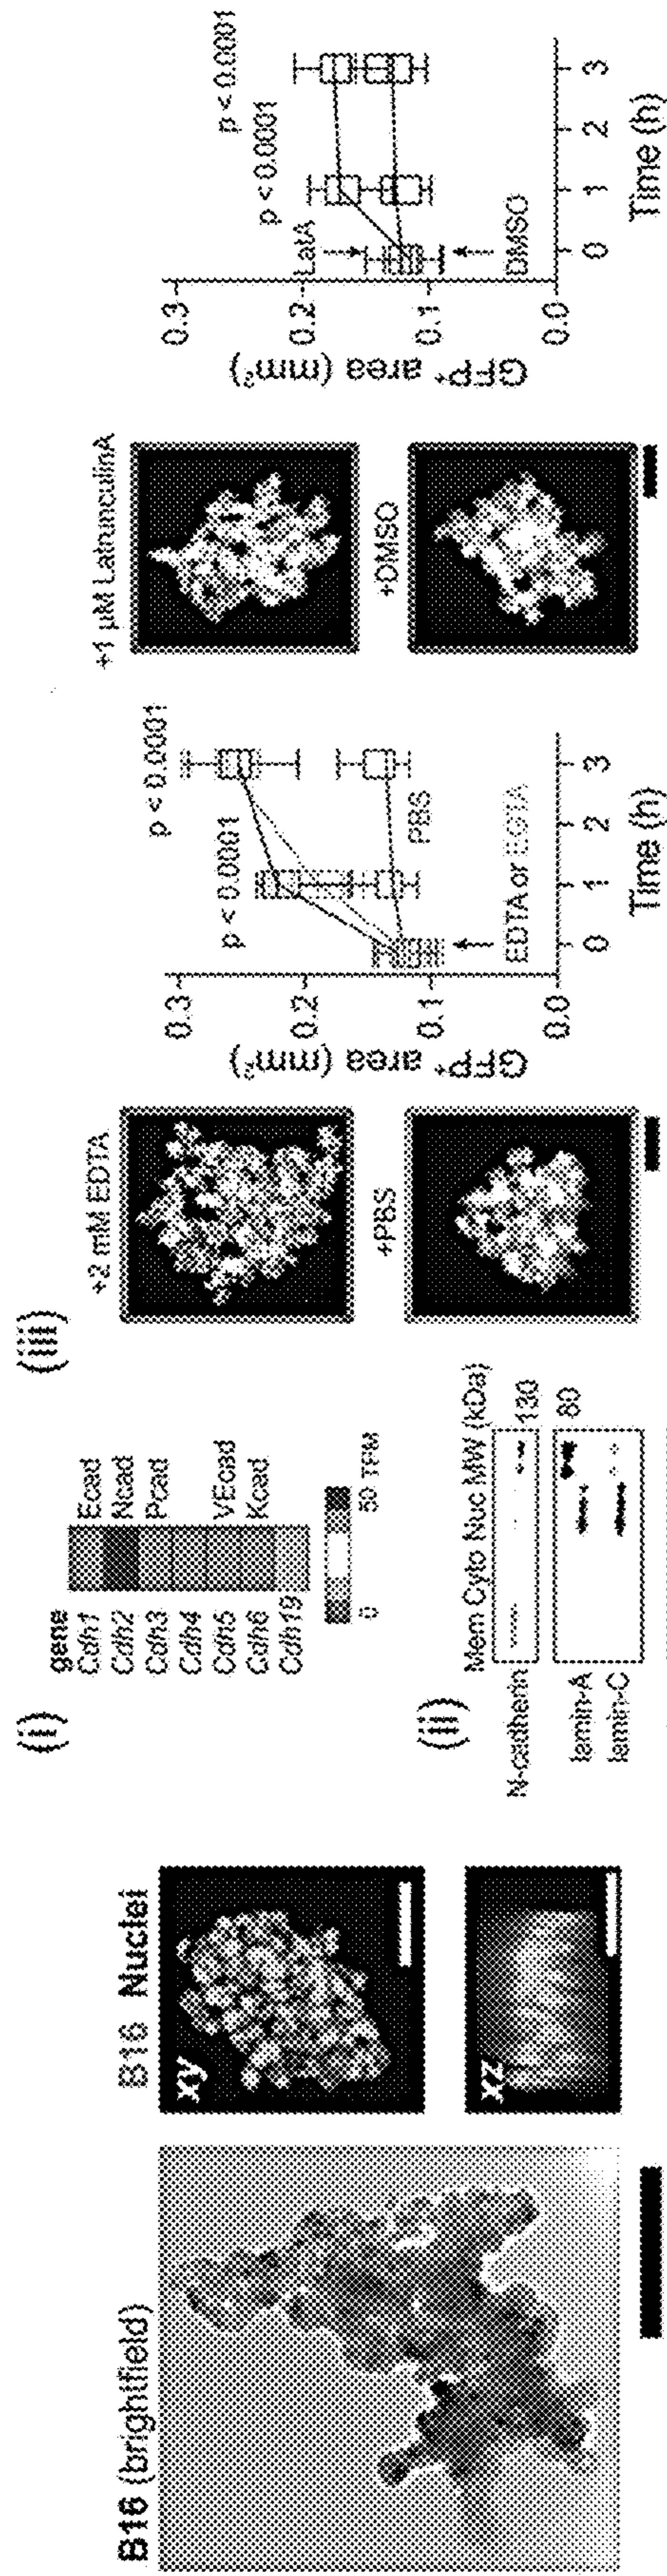 B16 (brightfield)
B16 Nuclei
xy
xz
(i)
gene
Cdh1 Ecad
Cdh2 Ncad
Cdh3 Pcad
Cdh4
Cdh5 VEcad
Cdh6 Kcad
Cdh19
0 50 TPM
(ii)
Mem Cyto Nuc MW (kDa)
N-cadherin 130
lamin-A 80
lamin-C
(iii)
+2 mM EDTA
+PBS
GFP+ area (mm²)
0.3
0.2
0.1
0.0
p < 0.0001
p < 0.0001
PBS
EDTA or EGTA
0 1 2 3
Time (h)
+1 µM LatrunculinA
+DMSO
GFP+ area (mm²)
0.3
0.2
0.1
0.0
p < 0.0001
p < 0.0001
LatA
DMSO
0 1 2 3
Time (h)